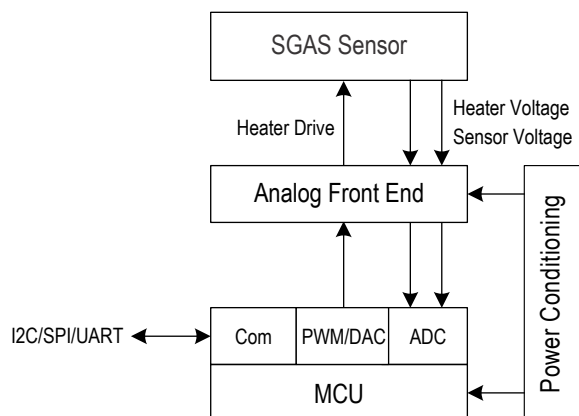 SGAS Sensor
Heater Drive
Heater Voltage
Sensor Voltage
Analog Front End
Power Conditioning
I2C/SPI/UART
Com
PWM/DAC
ADC
MCU